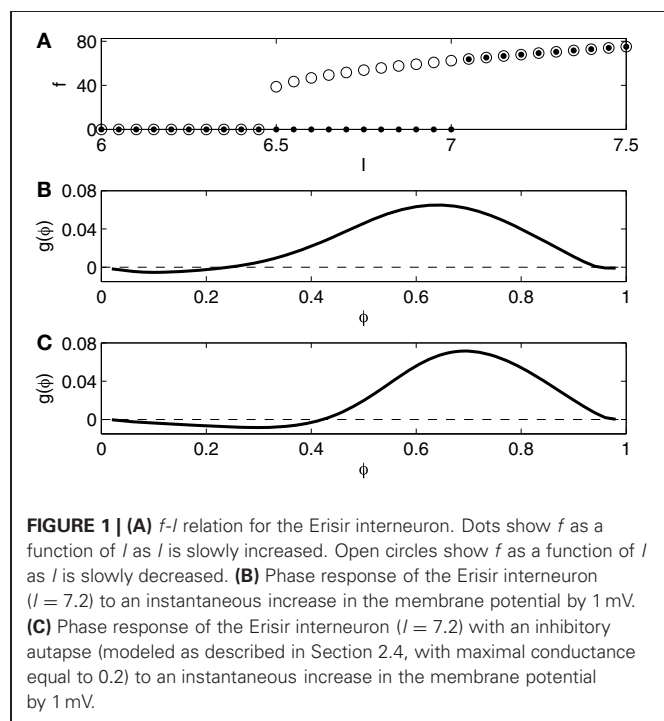 A
80
40
0
f
6
6.5
7
7.5
I
B
0.08
0.04
0
g(ϕ)
0
0.2
0.4
0.6
0.8
1
ϕ
C
0.08
0.04
0
g(ϕ)
0
0.2
0.4
0.6
0.8
1
ϕ
FIGURE 1 | (A) f-I relation for the Erisir interneuron. Dots show f as a
function of I as I is slowly increased. Open circles show f as a function of I
as I is slowly decreased. (B) Phase response of the Erisir interneuron
(I = 7.2) to an instantaneous increase in the membrane potential by 1 mV.
(C) Phase response of the Erisir interneuron (I = 7.2) with an inhibitory
autapse (modeled as described in Section 2.4, with maximal conductance
equal to 0.2) to an instantaneous increase in the membrane potential
by 1 mV.